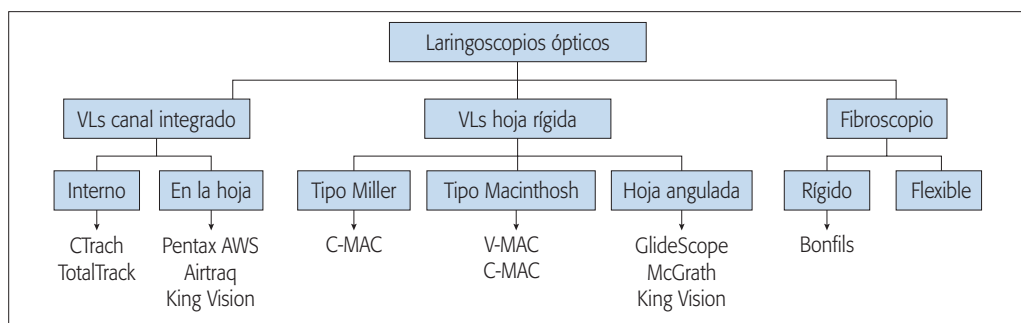 Laringoscopios ópticos
VLs canal integrado
VLs hoja rígida
Fibroscopio
Interno
En la hoja
Tipo Miller
Tipo Macinthosh
Hoja angulada
Rígido
Flexible
CTrach
TotalTrack
Pentax AWS
Airtraq
King Vision
C-MAC
V-MAC
C-MAC
GlideScope
McGrath
King Vision
Bonfils